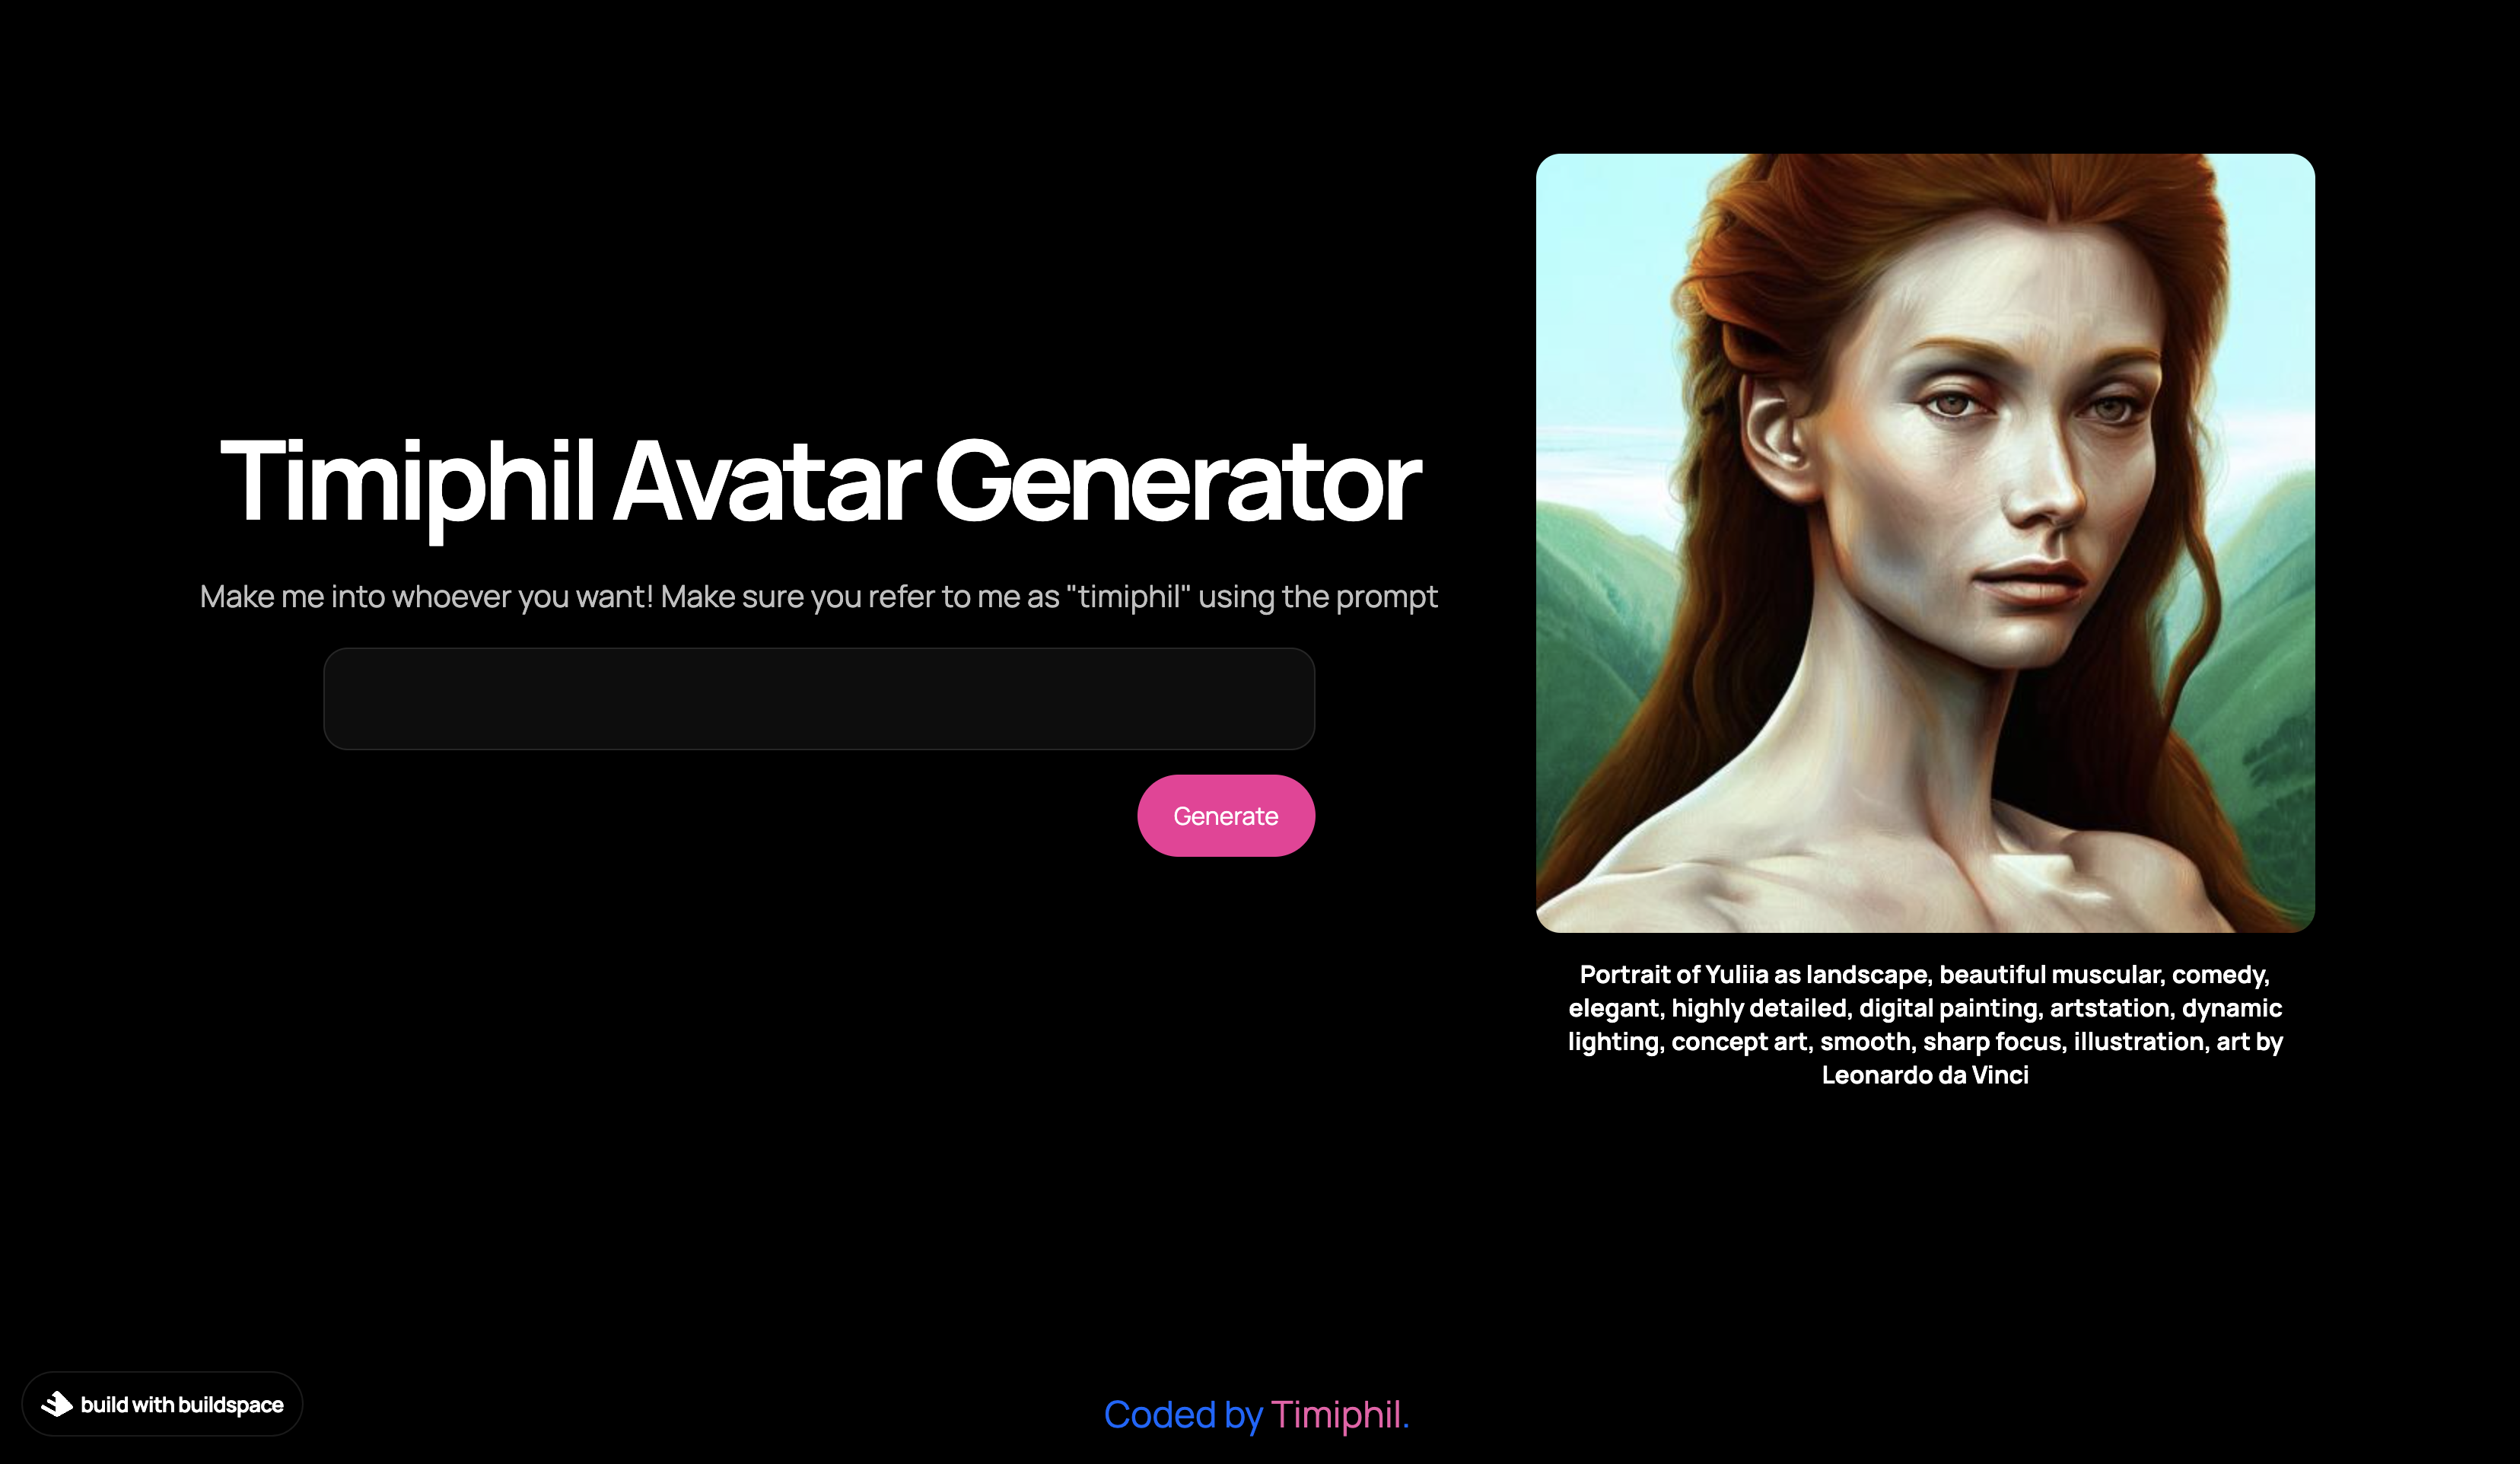 Timiphil Avatar Generator
Make me into whoever you want! Make sure you refer to me as "timiphil" using the prompt
Generate
Portrait of Yuliia as landscape, beautiful muscular, comedy,
elegant, highly detailed, digital painting, artstation, dynamic
lighting, concept art, smooth, sharp focus, illustration, art by
Leonardo da Vinci
build with buildspace
Coded by Timiphil.